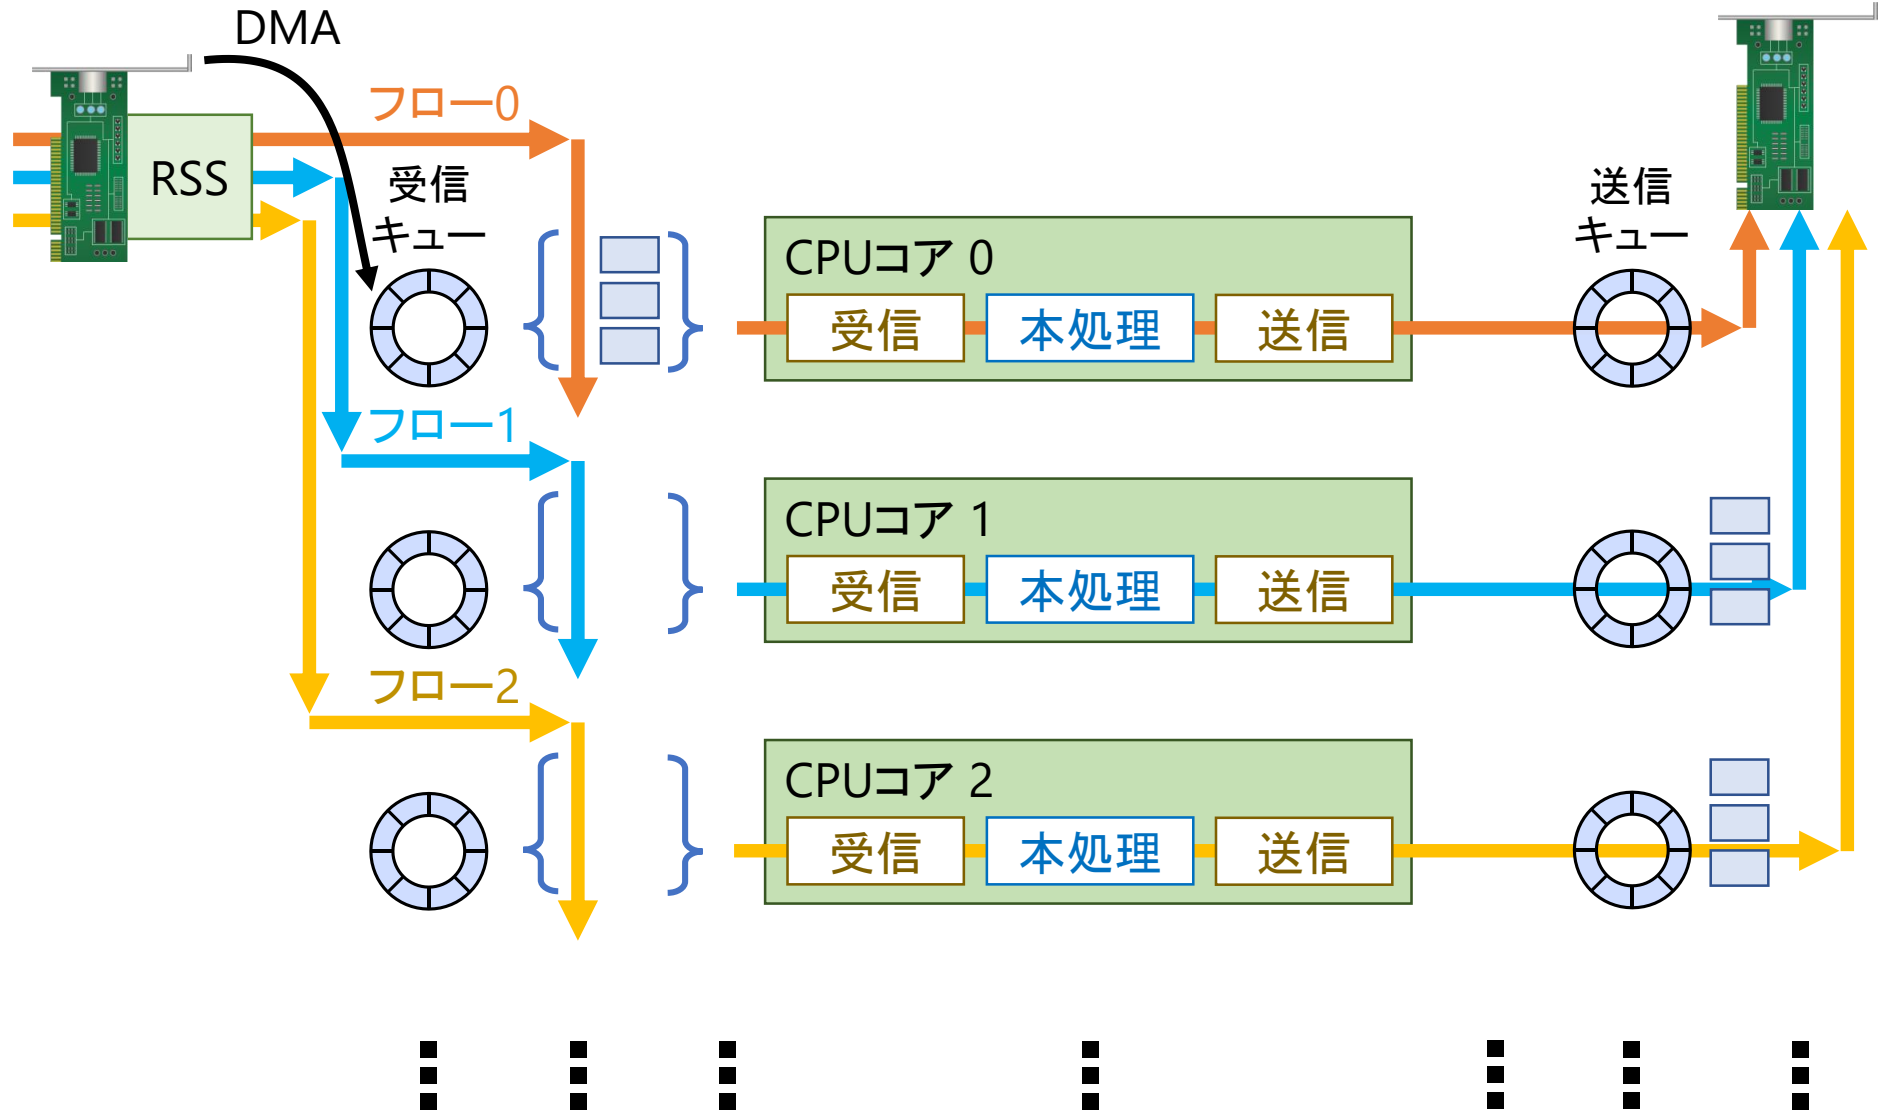 DMA
フロー0
RSS
受信
キュー
送信
キュー
CPUコア 0
受信
本処理
送信
フロー1
CPUコア 1
受信
本処理
送信
フロー2
CPUコア 2
受信
本処理
送信